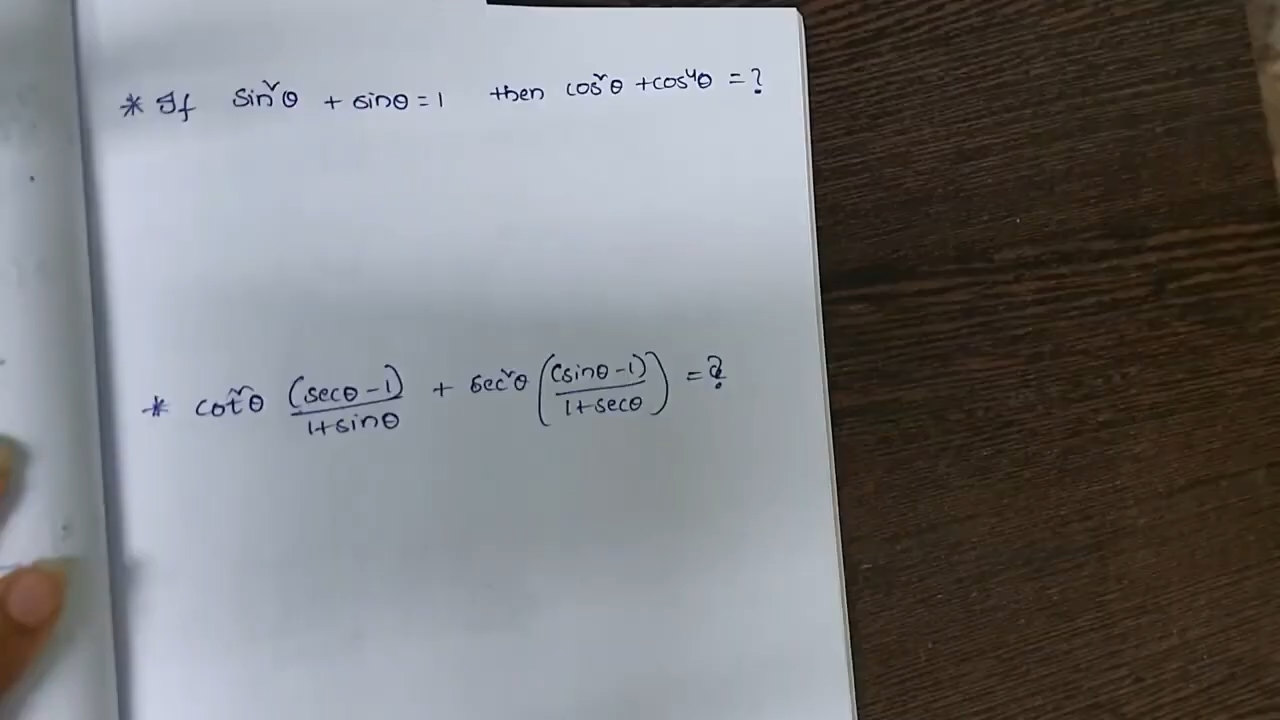 * If sin²θ + sinθ = 1 then cos²θ + cos⁴θ = ?
* cot²θ (secθ - 1)/(1 + sinθ) + sec²θ ((sinθ - 1)/(1 + secθ)) = ?